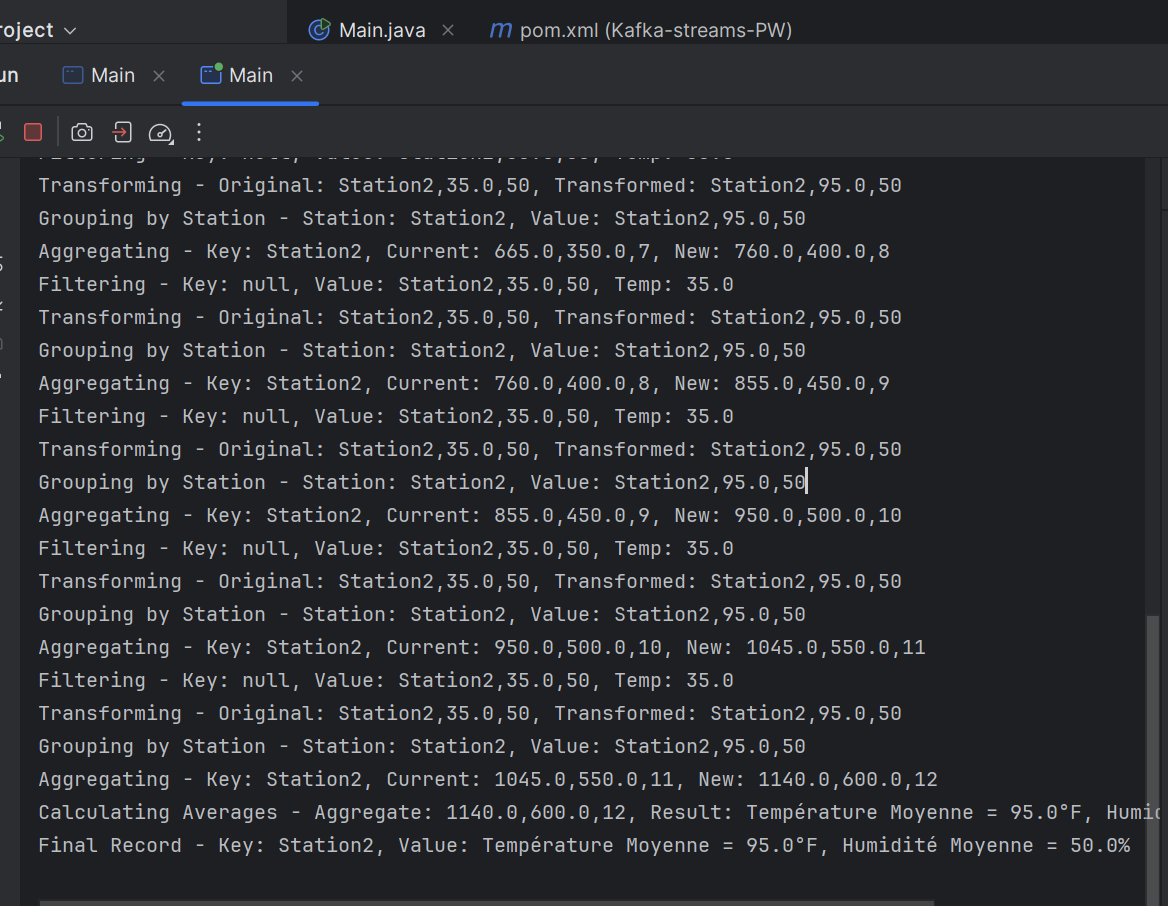 roject
Main.java
m pom.xml (Kafka-streams-PW)
un Main Main
Transforming - Original: Station2,35.0,50, Transformed: Station2,95.0,50
Grouping by Station - Station: Station2, Value: Station2,95.0,50
Aggregating - Key: Station2, Current: 665.0,350.0,7, New: 760.0,400.0,8
Filtering - Key: null, Value: Station2,35.0,50, Temp: 35.0
Transforming - Original: Station2,35.0,50, Transformed: Station2,95.0,50
Grouping by Station - Station: Station2, Value: Station2,95.0,50
Aggregating - Key: Station2, Current: 760.0,400.0,8, New: 855.0,450.0,9
Filtering - Key: null, Value: Station2,35.0,50, Temp: 35.0
Transforming - Original: Station2,35.0,50, Transformed: Station2,95.0,50
Grouping by Station - Station: Station2, Value: Station2,95.0,50
Aggregating - Key: Station2, Current: 855.0,450.0,9, New: 950.0,500.0,10
Filtering - Key: null, Value: Station2,35.0,50, Temp: 35.0
Transforming - Original: Station2,35.0,50, Transformed: Station2,95.0,50
Grouping by Station - Station: Station2, Value: Station2,95.0,50
Aggregating - Key: Station2, Current: 950.0,500.0,10, New: 1045.0,550.0,11
Filtering - Key: null, Value: Station2,35.0,50, Temp: 35.0
Transforming - Original: Station2,35.0,50, Transformed: Station2,95.0,50
Grouping by Station - Station: Station2, Value: Station2,95.0,50
Aggregating - Key: Station2, Current: 1045.0,550.0,11, New: 1140.0,600.0,12
Calculating Averages - Aggregate: 1140.0,600.0,12, Result: Température Moyenne = 95.0°F, Humi
Final Record - Key: Station2, Value: Température Moyenne = 95.0°F, Humidité Moyenne = 50.0%